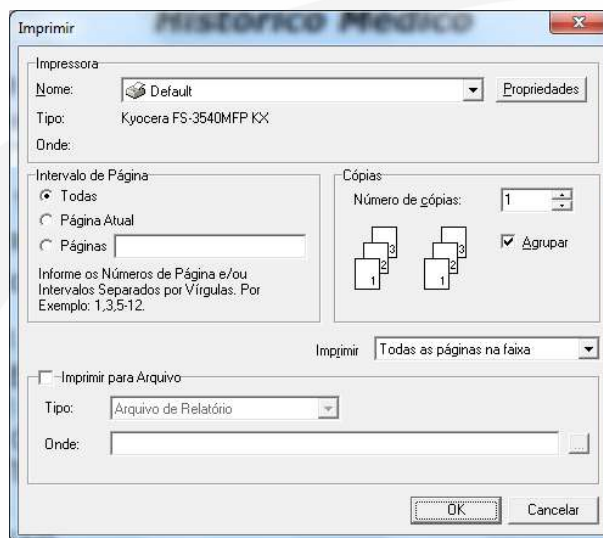 Histórico Médico
Imprimir
Impressora
Nome: Default Propriedades
Tipo: Kyocera FS-3540MFP KX
Onde:
Intervalo de Página
Todas
Página Atual
Páginas
Informe os Números de Página e/ou
Intervalos Separados por Vírgulas. Por
Exemplo: 1,3,5-12.
Cópias
Número de cópias: 1
1 2 3 1 2 3
Agrupar
Imprimir Todas as páginas na faixa
Imprimir para Arquivo
Tipo: Arquivo de Relatório
Onde: ...
OK Cancelar